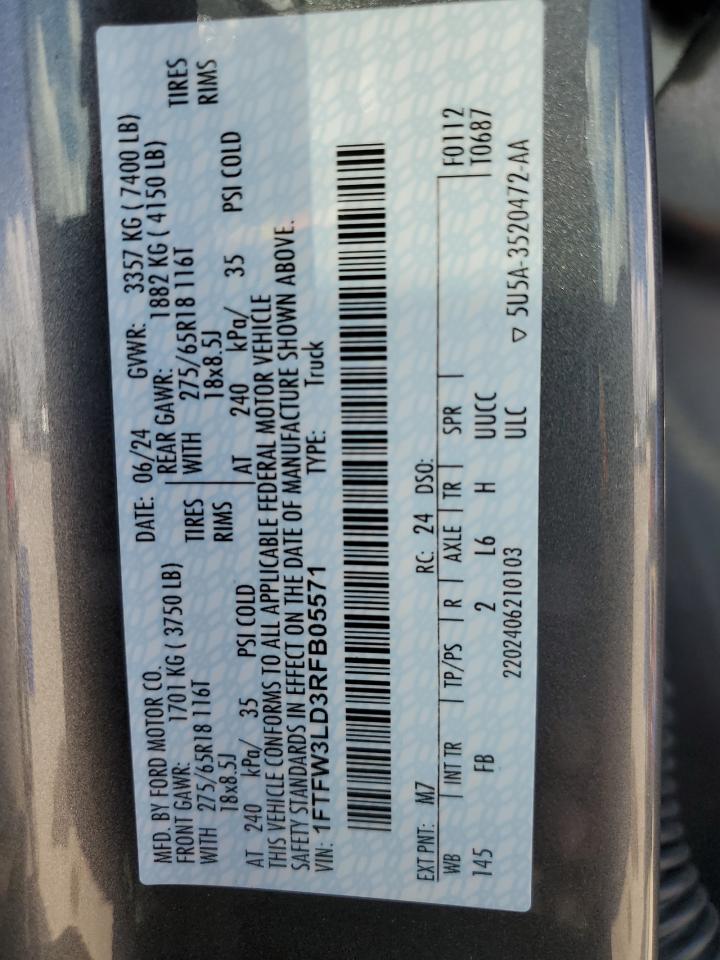 MFD. BY FORD MOTOR CO.
DATE: 06/24
GVWR: 3357 KG ( 7400 LB)
FRONT GAWR: 1701 KG ( 3750 LB)
REAR GAWR: 1882 KG ( 4150 LB)
WITH 275/65R18 116T TIRES
WITH 275/65R18 116T TIRES
18x8.5J RIMS
18x8.5J RIMS
AT 240 kPa/ 35 PSI COLD
AT 240 kPa/ 35 PSI COLD
THIS VEHICLE CONFORMS TO ALL APPLICABLE FEDERAL MOTOR VEHICLE
SAFETY STANDARDS IN EFFECT ON THE DATE OF MANUFACTURE SHOWN ABOVE.
VIN: 1FTFW3LD3RFB05571
TYPE: Truck
EXT PNT: M7
RC: 24 DSO:
F0112
WB | INT TR | TP/PS | R | AXLE | TR | SPR
T0687
145 FB 2 L6 H UUCC
2202406210103 ULC
▽ 5U5A-3520472-AA